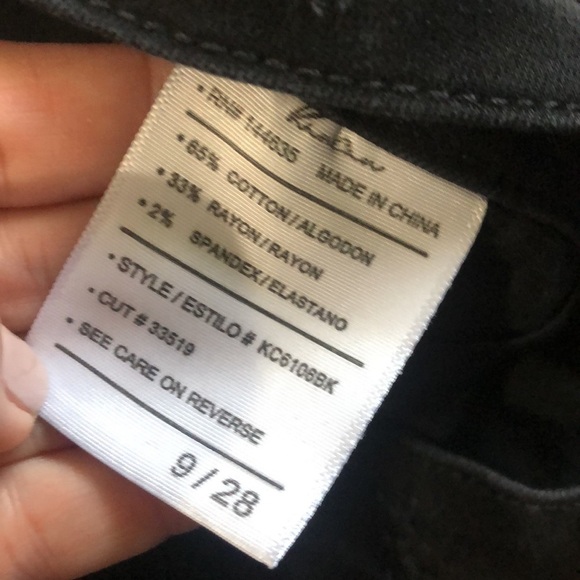 • RN# 144635 MADE IN CHINA
• 65% COTTON / ALGODON
• 33% RAYON / RAYON
• 2% SPANDEX / ELASTANO
• STYLE / ESTILO # KC6106BK
• CUT # 33519
• SEE CARE ON REVERSE
9 / 28